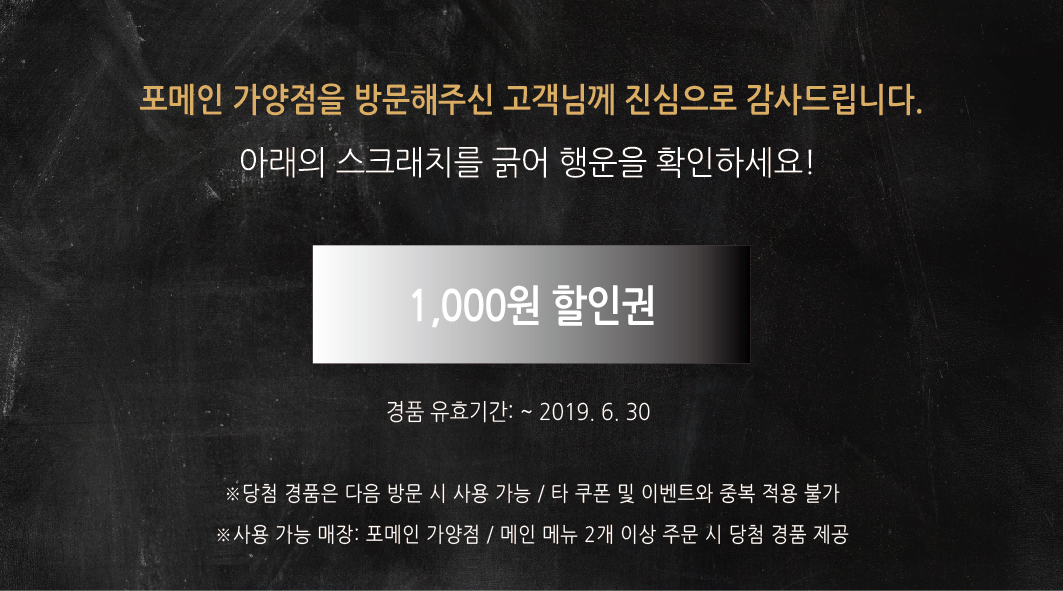 포메인 가양점을 방문해주신 고객님께 진심으로 감사드립니다.
아래의 스크래치를 긁어 행운을 확인하세요!
1,000원 할인권
경품 유효기간: ~ 2019. 6. 30
※당첨 경품은 다음 방문 시 사용 가능 / 타 쿠폰 및 이벤트와 중복 적용 불가
※사용 가능 매장: 포메인 가양점 / 메인 메뉴 2개 이상 주문 시 당첨 경품 제공